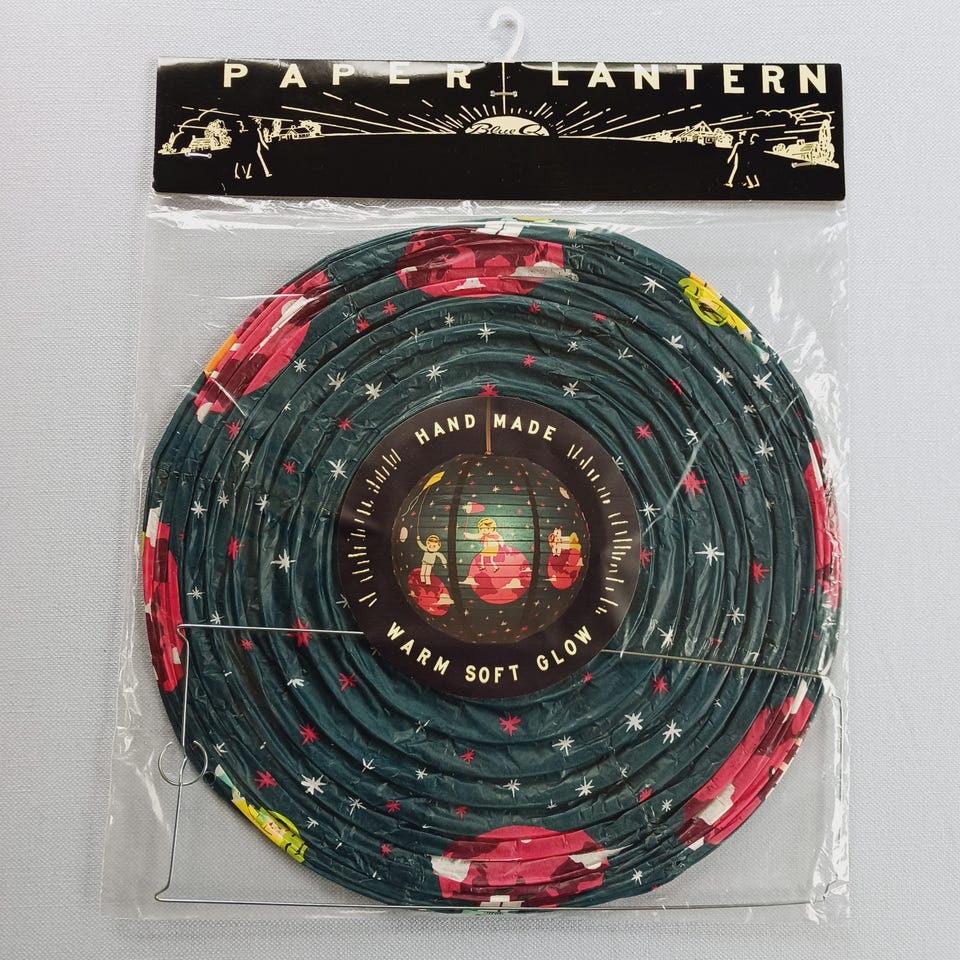 PAPER LANTERN
Blue Q
HAND MADE
WARM SOFT GLOW